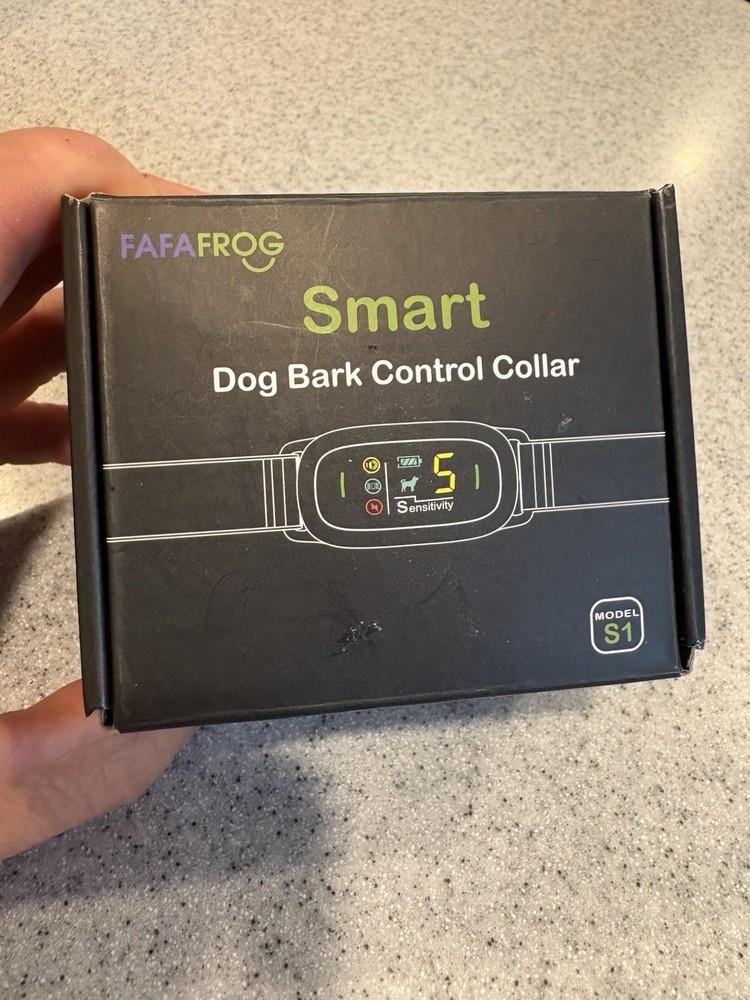 FAFAFROG
Smart
Dog Bark Control Collar
5
Sensitivity
MODEL
S1